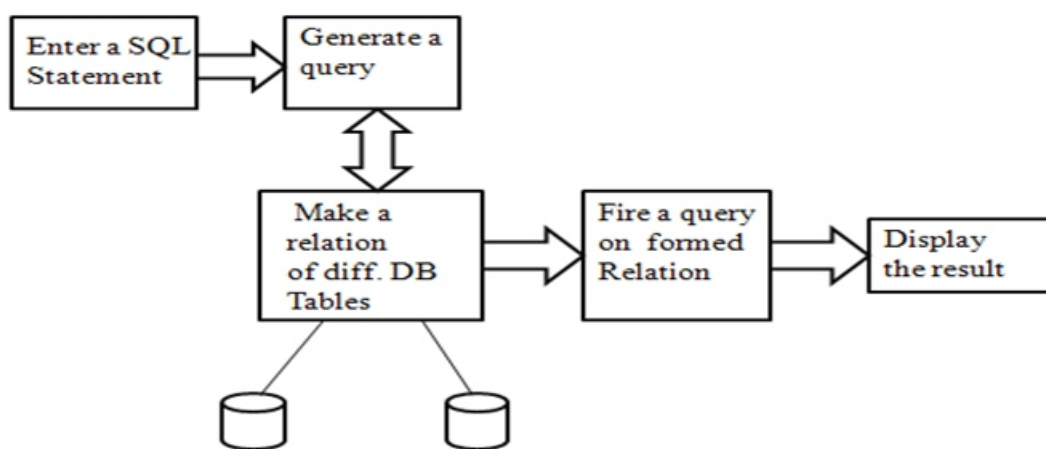 Enter a SQL
Statement
Generate a
query
Make a
relation
of diff. DB
Tables
Fire a query
on formed
Relation
Display
the result